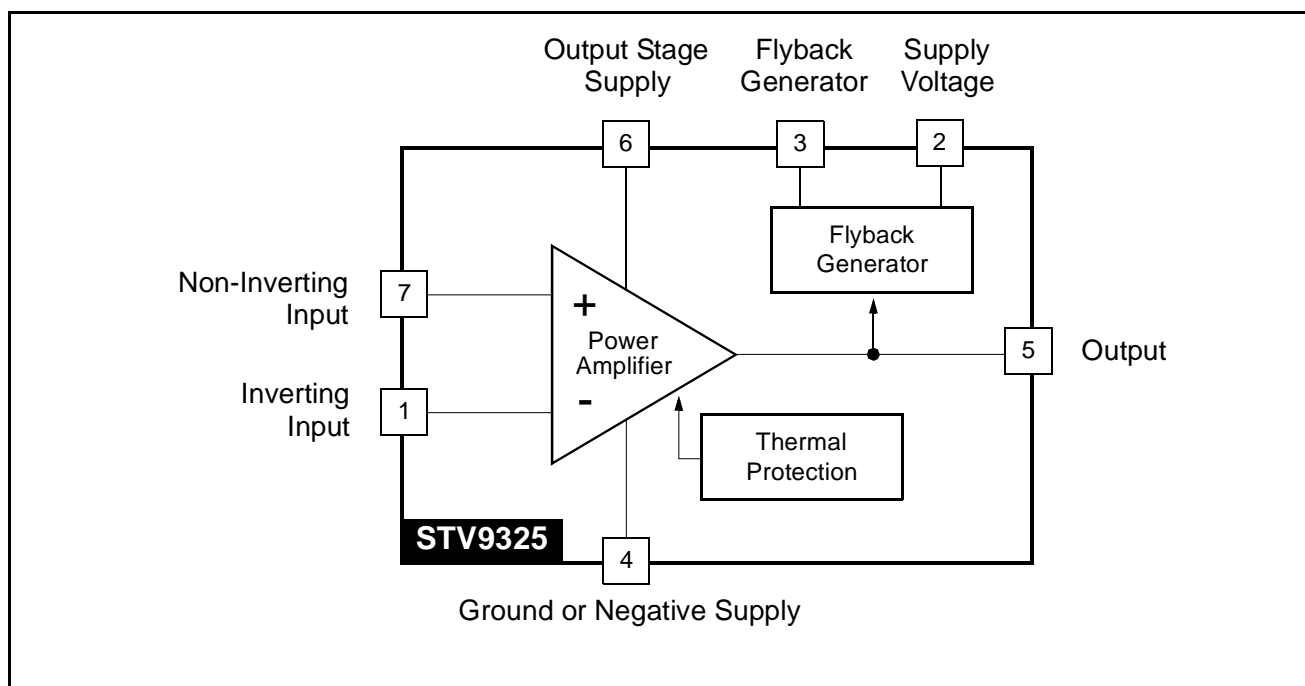 Output Stage
Supply
Flyback
Generator
Supply
Voltage
6
3
2
Flyback
Generator
Non-Inverting
Input
7
+
Power
Amplifier
-
5
Output
Inverting
Input
1
Thermal
Protection
STV9325
4
Ground or Negative Supply